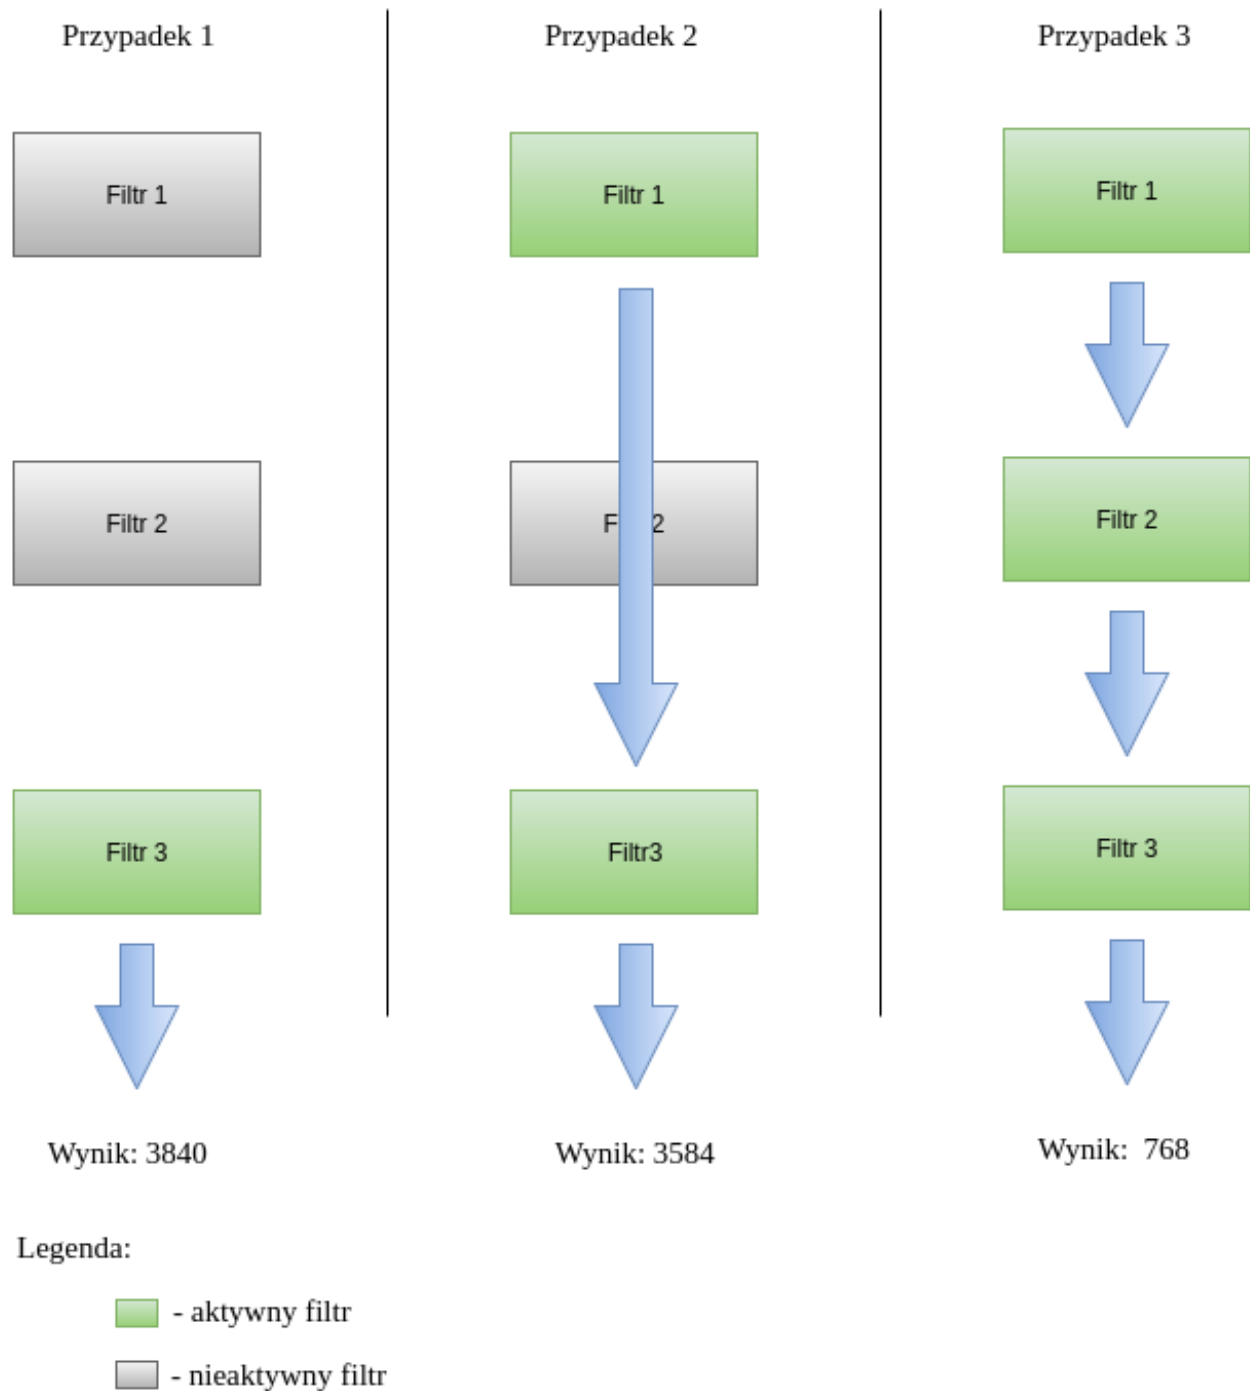 Przypadek 1
Przypadek 2
Przypadek 3
Filtr 1
Filtr 1
Filtr 1
Filtr 2
F 2
Filtr 2
Filtr 3
Filtr3
Filtr 3
Wynik: 3840
Wynik: 3584
Wynik: 768
Legenda:
- aktywny filtr
- nieaktywny filtr